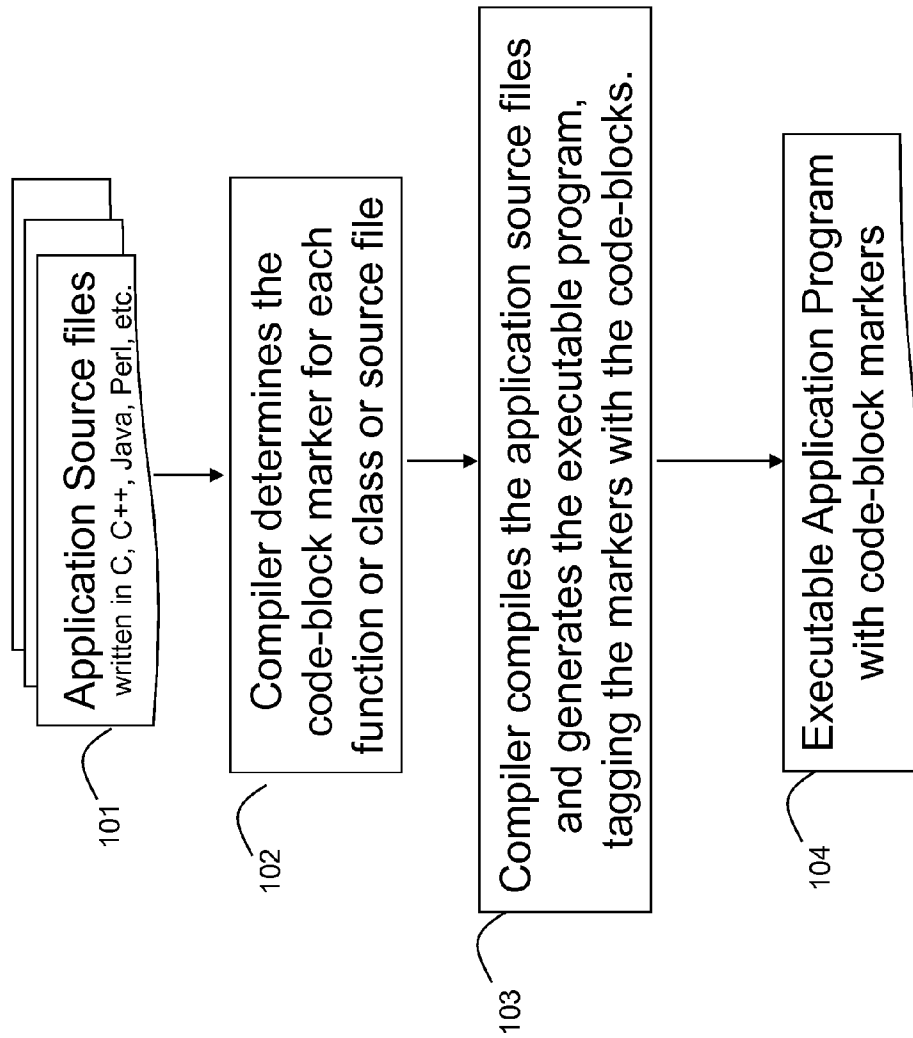 Application Source files
written in C, C++, Java, Perl, etc.
101
Compiler determines the
code-block marker for each
function or class or source file
102
Compiler compiles the application source files
and generates the executable program,
tagging the markers with the code-blocks.
103
Executable Application Program
with code-block markers
104